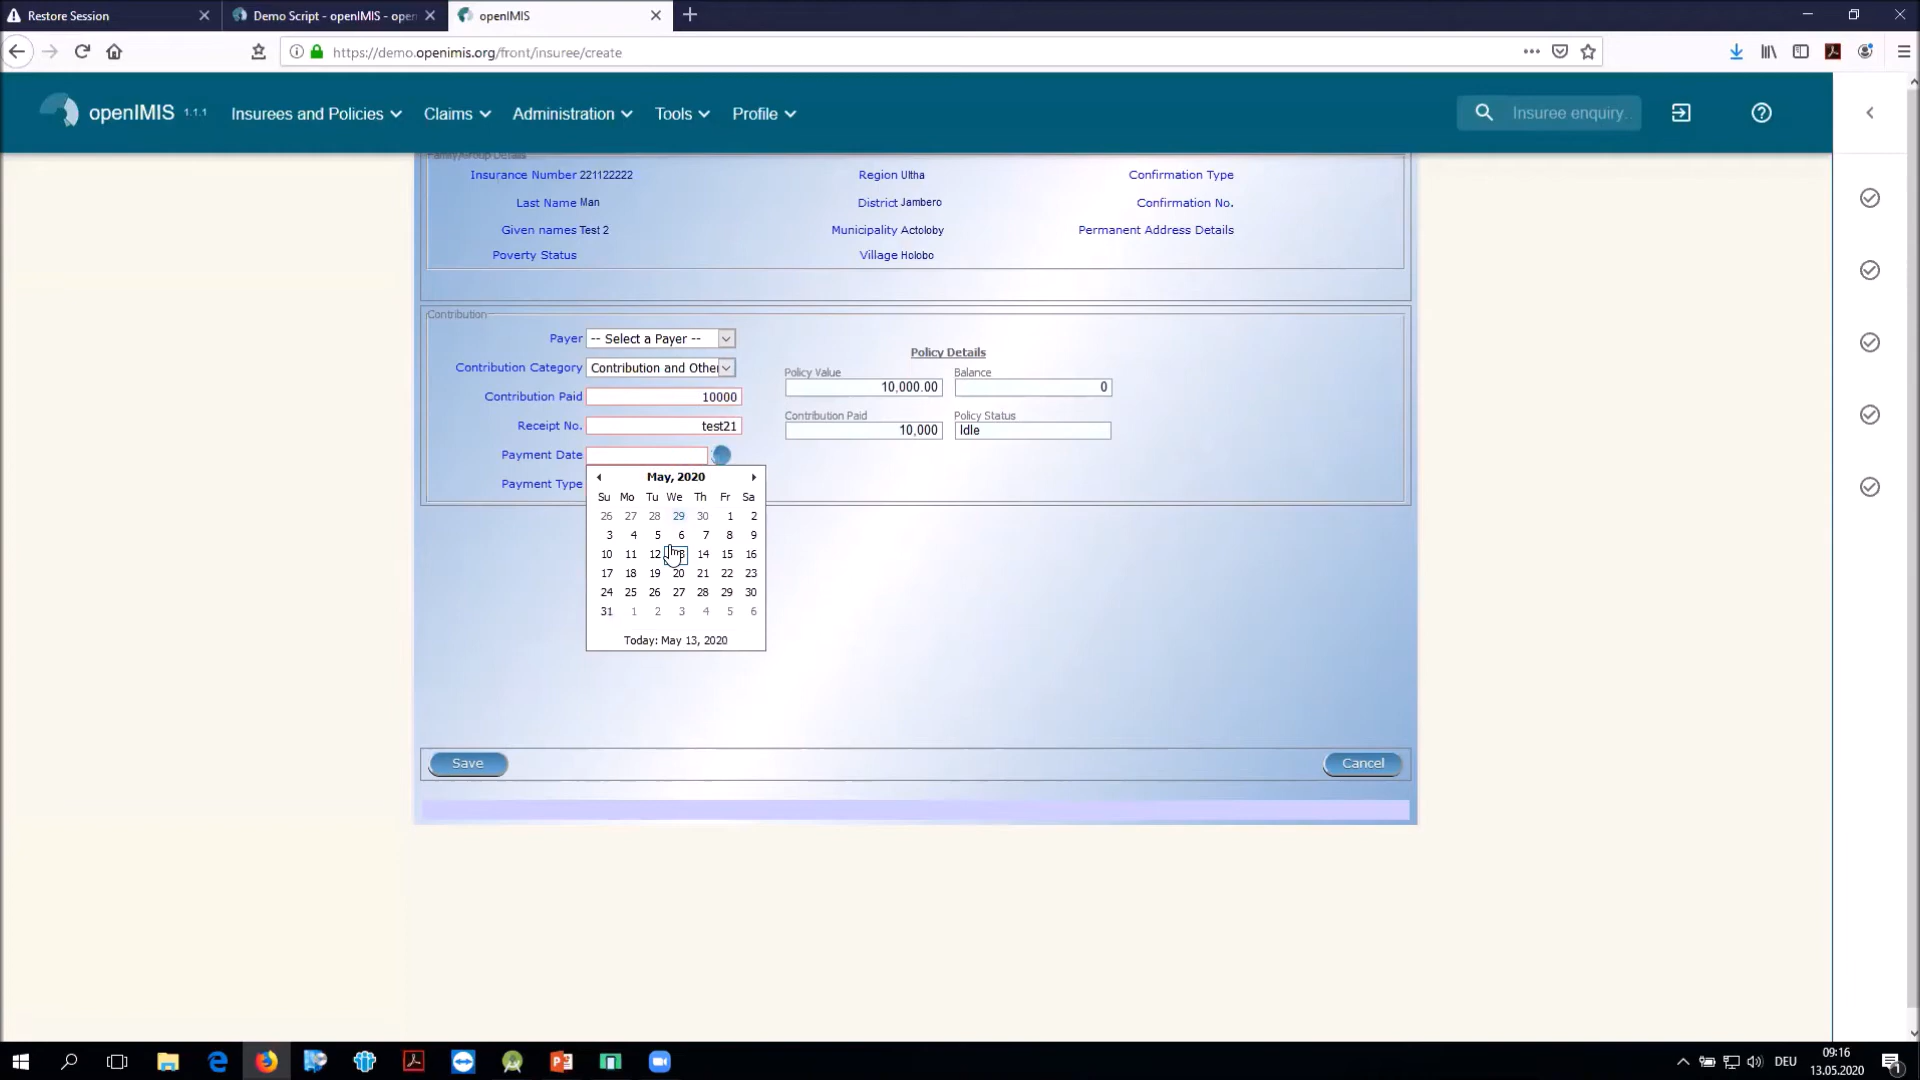 Restore Session
Demo Script - openIMIS - open
openIMIS
https://demo.openimis.org/front/insuree/create
openIMIS 1.1.1
Insurees and Policies
Claims
Administration
Tools
Profile
Insuree enquiry.
Family/Group Details
Insurance Number 221122222
Region Ultha
Confirmation Type
Last Name Man
District Jambero
Confirmation No.
Given names Test 2
Municipality Actoloby
Permanent Address Details
Poverty Status
Village Holobo
Contribution
Payer -- Select a Payer --
Contribution Category Contribution and Other
Contribution Paid 10000
Receipt No. test21
Payment Date
Payment Type
Policy Details
Policy Value
Balance
10,000.00
0
Contribution Paid
Policy Status
10,000
Idle
May, 2020
Su Mo Tu We Th Fr Sa
26 27 28 29 30 1 2
3 4 5 6 7 8 9
10 11 12 13 14 15 16
17 18 19 20 21 22 23
24 25 26 27 28 29 30
31 1 2 3 4 5 6
Today: May 13, 2020
Save
Cancel
DEU
09:16
13.05.2020
1